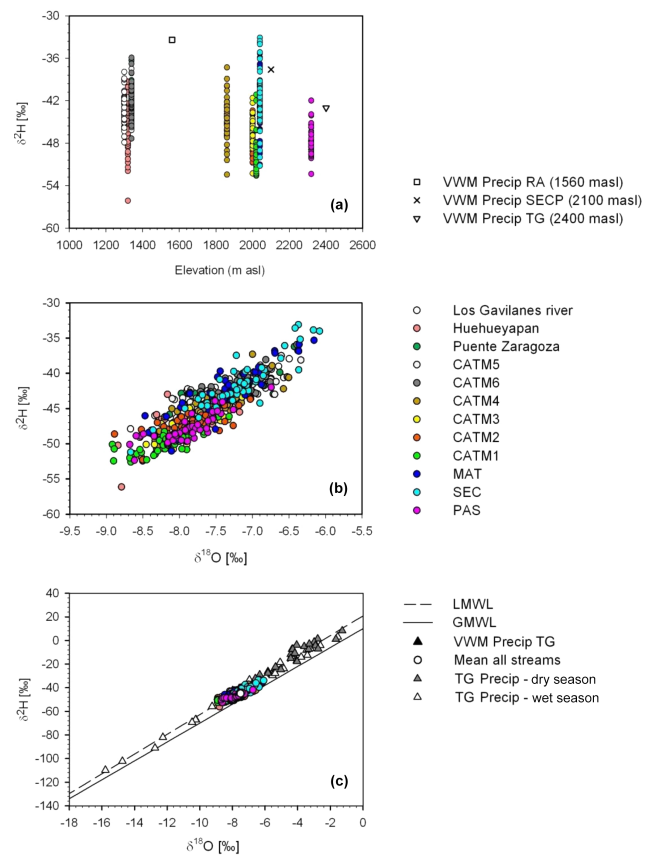 -30
-36
-42
-48
-54
-60
δ²H [‰]
(a)
1000 1200 1400 1600 1800 2000 2200 2400 2600
Elevation (m asl)
VWM Precip RA (1560 masl)
VWM Precip SECP (2100 masl)
VWM Precip TG (2400 masl)
-30
-35
-40
-45
-50
-55
-60
δ²H [‰]
(b)
-9.5 -9.0 -8.5 -8.0 -7.5 -7.0 -6.5 -6.0 -5.5
δ¹⁸O [‰]
Los Gavilanes river
Huehueyapan
Puente Zaragoza
CATM5
CATM6
CATM4
CATM3
CATM2
CATM1
MAT
SEC
PAS
40
20
0
-20
-40
-60
-80
-100
-120
-140
δ²H [‰]
(c)
-18 -16 -14 -12 -10 -8 -6 -4 -2 0
δ¹⁸O [‰]
LMWL
GMWL
VWM Precip TG
Mean all streams
TG Precip - dry season
TG Precip - wet season